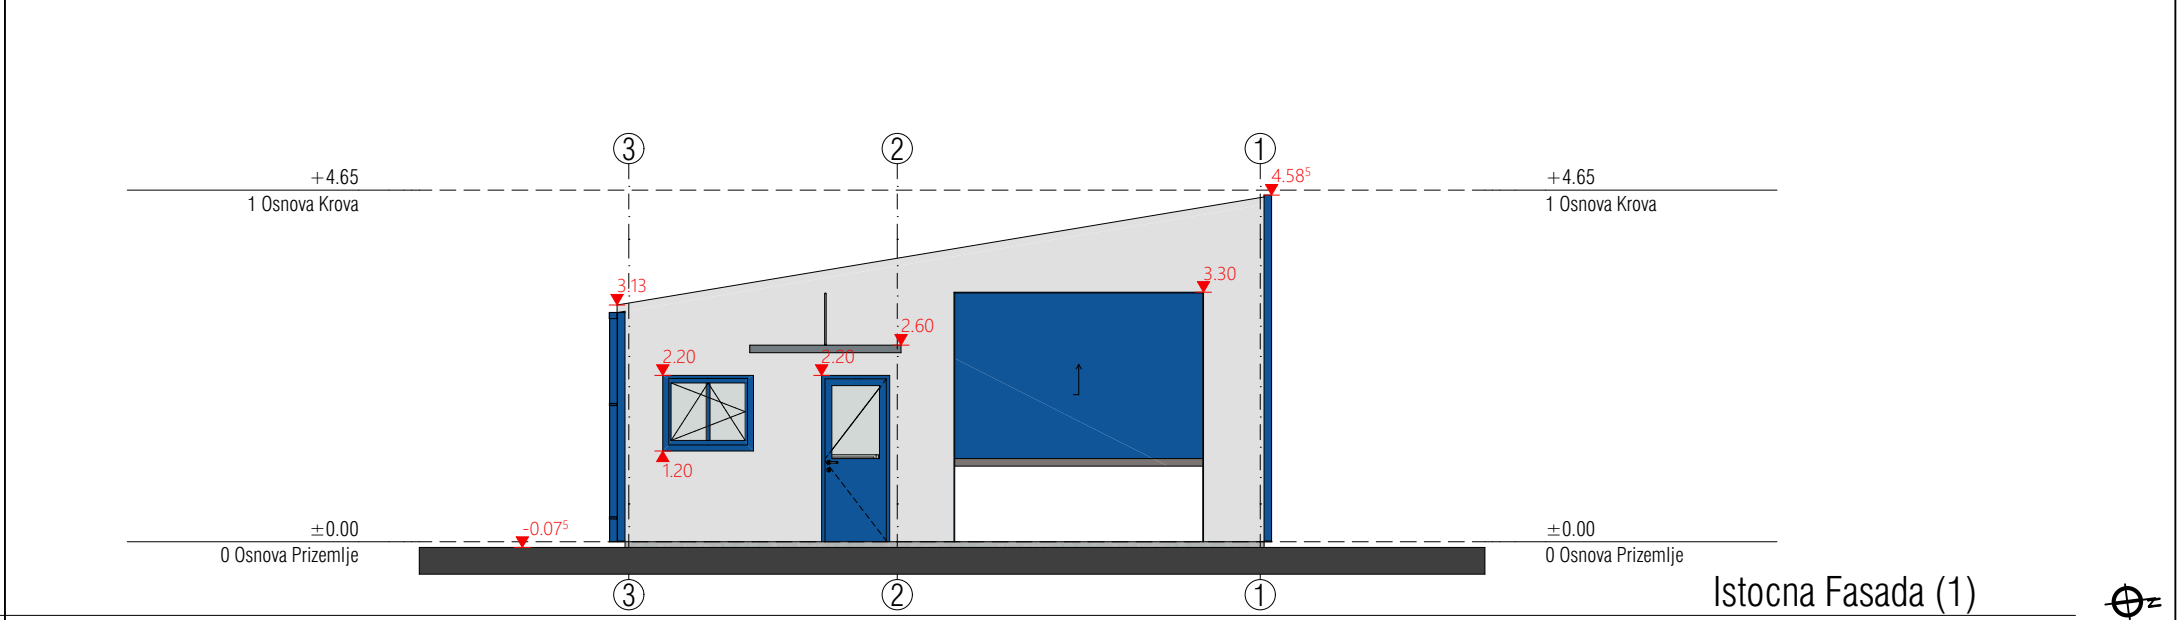 3 2 1
+4.65 4.58⁵ +4.65
1 Osnova Krova 1 Osnova Krova
3.13 3.30
2.60
2.20 2.20
1.20
±0.00 -0.07⁵ ±0.00
0 Osnova Prizemlje 0 Osnova Prizemlje
3 2 1
Istocna Fasada (1)
N